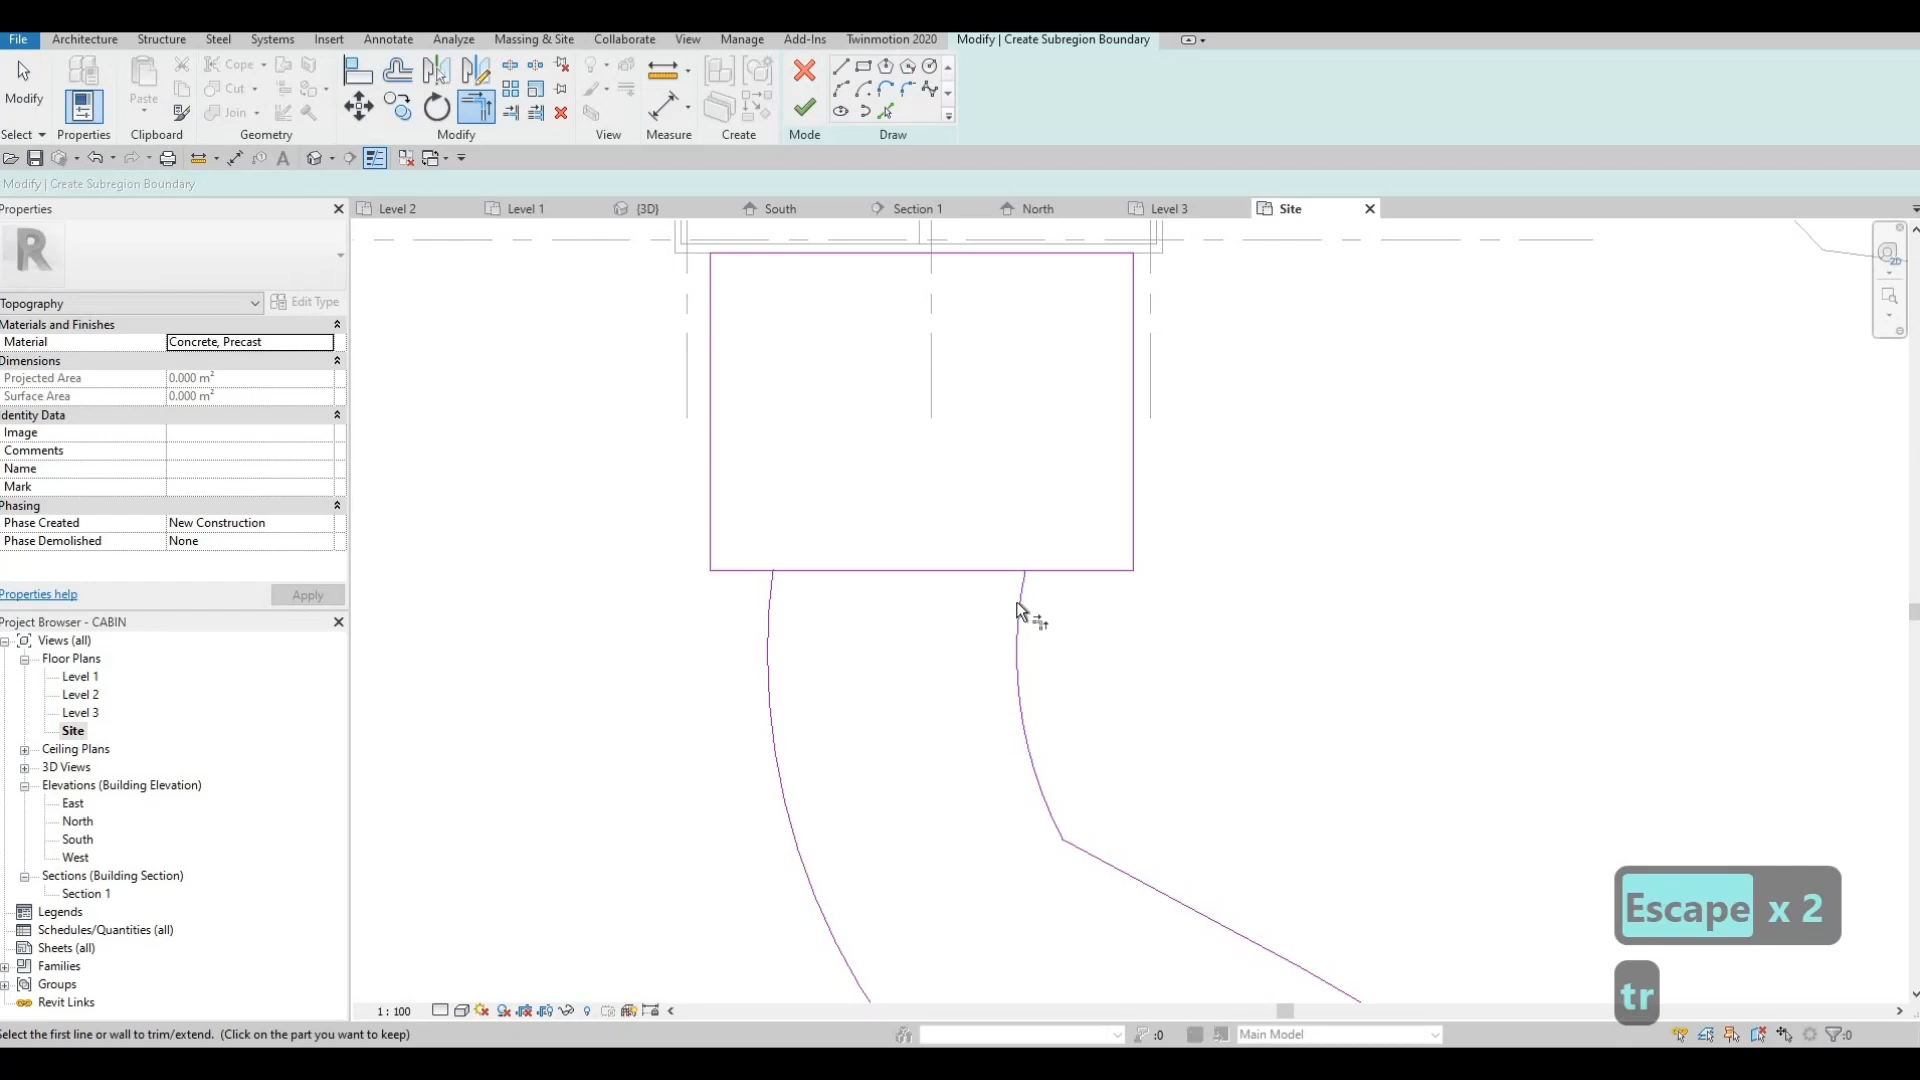 File Architecture Structure Steel Systems Insert Annotate Analyze Massing & Site Collaborate View Manage Add-Ins Twinmotion 2020 Modify | Create Subregion Boundary
Cope
Cut
Join
Modify
Paste
Select Properties Clipboard Geometry Modify View Measure Create Mode Draw
Modify | Create Subregion Boundary
Properties
Level 2 Level 1 {3D} South Section 1 North Level 3 Site
R
2D
Topography Edit Type
Materials and Finishes
Material Concrete, Precast
Dimensions
Projected Area 0.000 m²
Surface Area 0.000 m²
dentity Data
Image
Comments
Name
Mark
Phasing
Phase Created New Construction
Phase Demolished None
Properties help Apply
Project Browser - CABIN
Views (all)
Floor Plans
Level 1
Level 2
Level 3
Site
Ceiling Plans
3D Views
Elevations (Building Elevation)
East
North
South
West
Sections (Building Section)
Section 1
Legends
Schedules/Quantities (all)
Sheets (all)
Families
Groups
Revit Links
Escape x 2
tr
1 : 100
Select the first line or wall to trim/extend. (Click on the part you want to keep) :0 Main Model :0